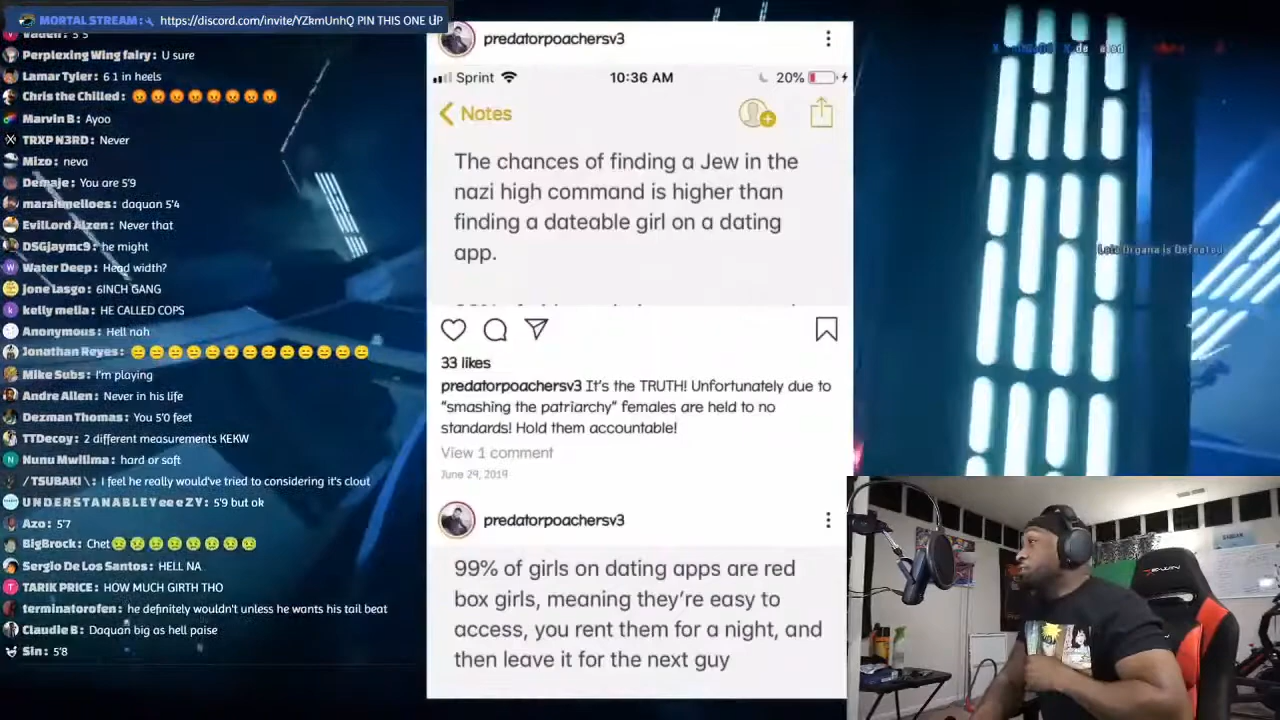 MORTAL STREAM: https://discord.com/invite/YZkmUnhQ PIN THIS ONE UP
Vaden: 5'5
Perplexing Wing fairy: U sure
Lamar Tyler: 6 1 in heels
Chris the Chilled: 😡😡😡😡😡😡😡😡
Marvin B: Ayoo
TRXP N3RD: Never
Mizo: neva
Demaje: You are 5'9
marshmelloes: daquan 5'4
EvilLord Aizen: Never that
DSGjaymc9: he might
Water Deep: Head width?
Jone lasgo: 6INCH GANG
kelly melia: HE CALLED COPS
Anonymous: Hell nah
Jonathan Reyes:
Mike Subs: I'm playing
Andre Allen: Never in his life
Dezman Thomas: You 5'0 feet
TTDecoy: 2 different measurements KEKW
Nunu Mwilima: hard or soft
/TSUBAKI \: I feel he really would've tried to considering it's clout
UNDERSTANABLEYeeeZY: 5'9 but ok
Azo: 5'7
BigBrock: Chet
Sergio De Los Santos: HELL NA
TARIK PRICE: HOW MUCH GIRTH THO
terminatorofen: he definitely wouldn't unless he wants his tail beat
Claudie B: Daquan big as hell paise
Sin: 5'8
predatorpoachersv3
Sprint 10:36 AM 20%
Notes
The chances of finding a Jew in the
nazi high command is higher than
finding a dateable girl on a dating
app.
33 likes
predatorpoachersv3 It's the TRUTH! Unfortunately due to
"smashing the patriarchy" females are held to no
standards! Hold them accountable!
View 1 comment
June 29, 2019
predatorpoachersv3
99% of girls on dating apps are red
box girls, meaning they're easy to
access, you rent them for a night, and
then leave it for the next guy
Leia Organa is Defeated